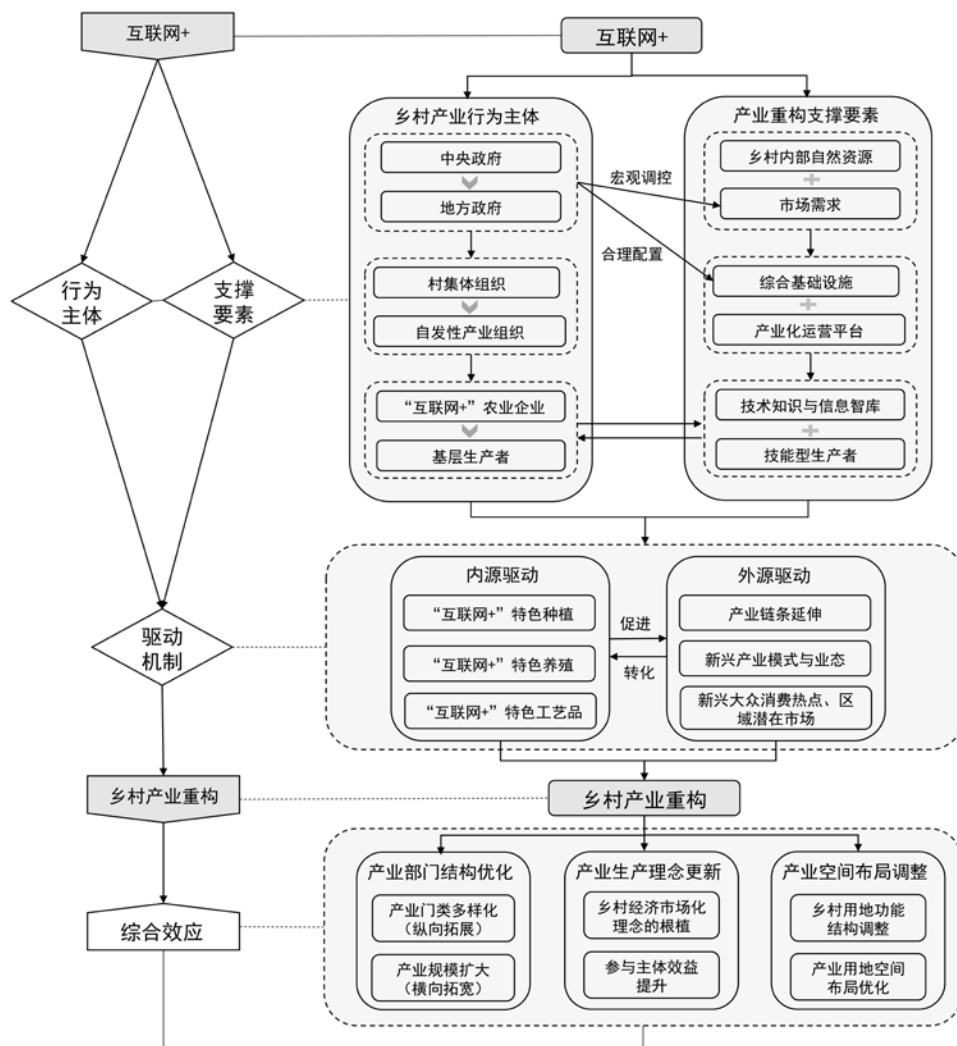 互联网+
互联网+
乡村产业行为主体
中央政府
地方政府
村集体组织
自发性产业组织
“互联网+”农业企业
基层生产者
宏观调控
合理配置
产业重构支撑要素
乡村内部自然资源
市场需求
综合基础设施
产业化运营平台
技术知识与信息智库
技能型生产者
行为
主体
支撑
要素
驱动
机制
内源驱动
“互联网+”特色种植
“互联网+”特色养殖
“互联网+”特色工艺品
促进
转化
外源驱动
产业链条延伸
新兴产业模式与业态
新兴大众消费热点、区
域潜在市场
乡村产业重构
乡村产业重构
综合效应
产业部门结构优化
产业门类多样化
（纵向拓展）
产业规模扩大
（横向拓宽）
产业生产理念更新
乡村经济市场化
理念的根植
参与主体效益
提升
产业空间布局调整
乡村用地功能
结构调整
产业用地空间
布局优化